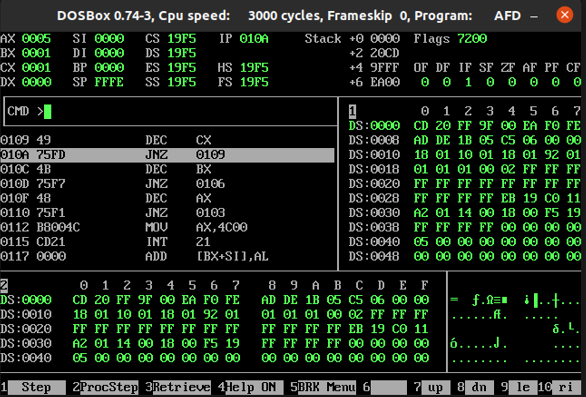 DOSBox 0.74-3, Cpu speed: 3000 cycles, Frameskip 0, Program: AFD
AX 0005 SI 0000 CS 19F5 IP 010A Stack +0 0000 Flags 7200
BX 0001 DI 0000 DS 19F5 +2 20CD
CX 0001 BP 0000 ES 19F5 HS 19F5 +4 9FFF OF DF IF SF ZF AF PF CF
DX 0000 SP FFFE SS 19F5 FS 19F5 +6 EA00 0 0 1 0 0 0 0 0
CMD >
1 0 1 2 3 4 5 6 7
DS:0000 CD 20 FF 9F 00 EA F0 FE
0109 49 DEC CX DS:0008 AD DE 1B 05 C5 06 00 00
010A 75FD JNZ 0109 DS:0010 18 01 10 01 18 01 92 01
010C 4B DEC BX DS:0018 01 01 01 00 02 FF FF FF
010D 75F7 JNZ 0106 DS:0020 FF FF FF FF FF FF FF FF
010F 48 DEC AX DS:0028 FF FF FF FF EB 19 C0 11
0110 75F1 JNZ 0103 DS:0030 A2 01 14 00 18 00 F5 19
0112 B8004C MOV AX,4C00 DS:0038 FF FF FF FF 00 00 00 00
0115 CD21 INT 21 DS:0040 05 00 00 00 00 00 00 00
0117 0000 ADD [BX+SI],AL DS:0048 00 00 00 00 00 00 00 00
2 0 1 2 3 4 5 6 7 8 9 A B C D E F
DS:0000 CD 20 FF 9F 00 EA F0 FE AD DE 1B 05 C5 06 00 00
DS:0010 18 01 10 01 18 01 92 01 01 01 01 00 02 FF FF FF
DS:0020 FF FF FF FF FF FF FF FF FF FF FF FF EB 19 C0 11
DS:0030 A2 01 14 00 18 00 F5 19 FF FF FF FF 00 00 00 00
DS:0040 05 00 00 00 00 00 00 00 00 00 00 00 00 00 00 00
1 Step 2 ProcStep 3 Retrieve 4 Help ON 5 BRK Menu 6 7 up 8 dn 9 le 10 ri